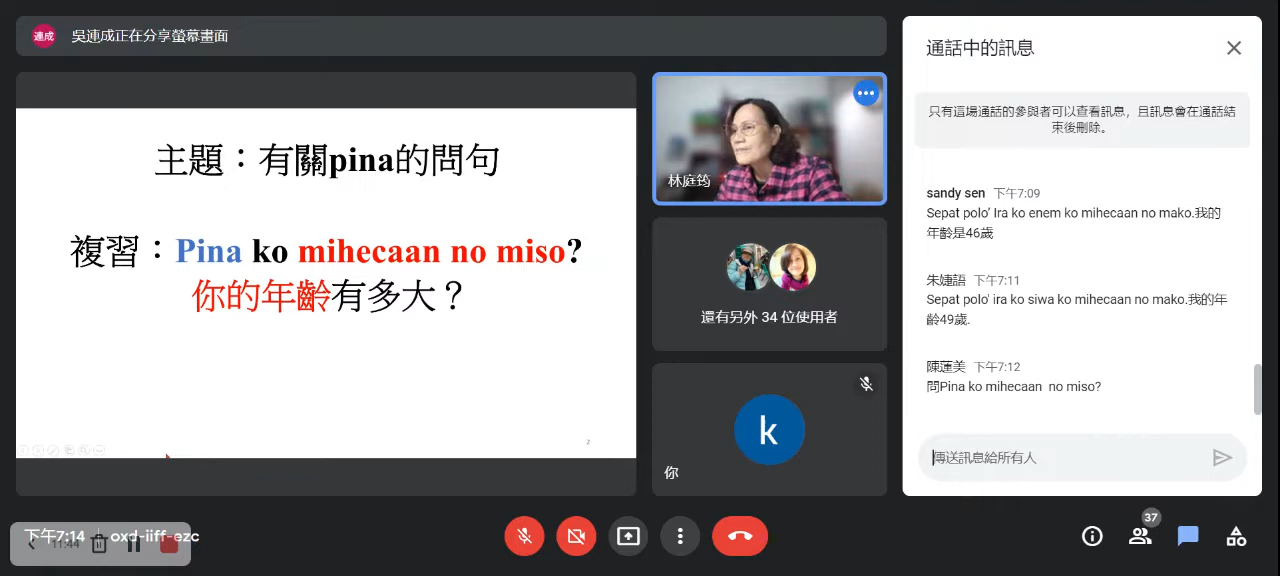 連成 吳連成正在分享螢幕畫面
主題：有關pina的問句
複習：Pina ko mihecaan no miso?
你的年齡有多大？
2
林庭筠
還有另外 34 位使用者
k
你
通話中的訊息
只有這場通話的參與者可以查看訊息，且訊息會在通話結
束後刪除。
sandy sen 下午7:09
Sepat polo’ Ira ko enem ko mihecaan no mako.我的
年齡是46歲
朱婕語 下午7:11
Sepat polo' ira ko siwa ko mihecaan no mako.我的年
齡49歲.
陳蓮美 下午7:12
問Pina ko mihecaan no miso?
傳送訊息給所有人
下午7:14 | oxd-iiff-ezc
11:44
37